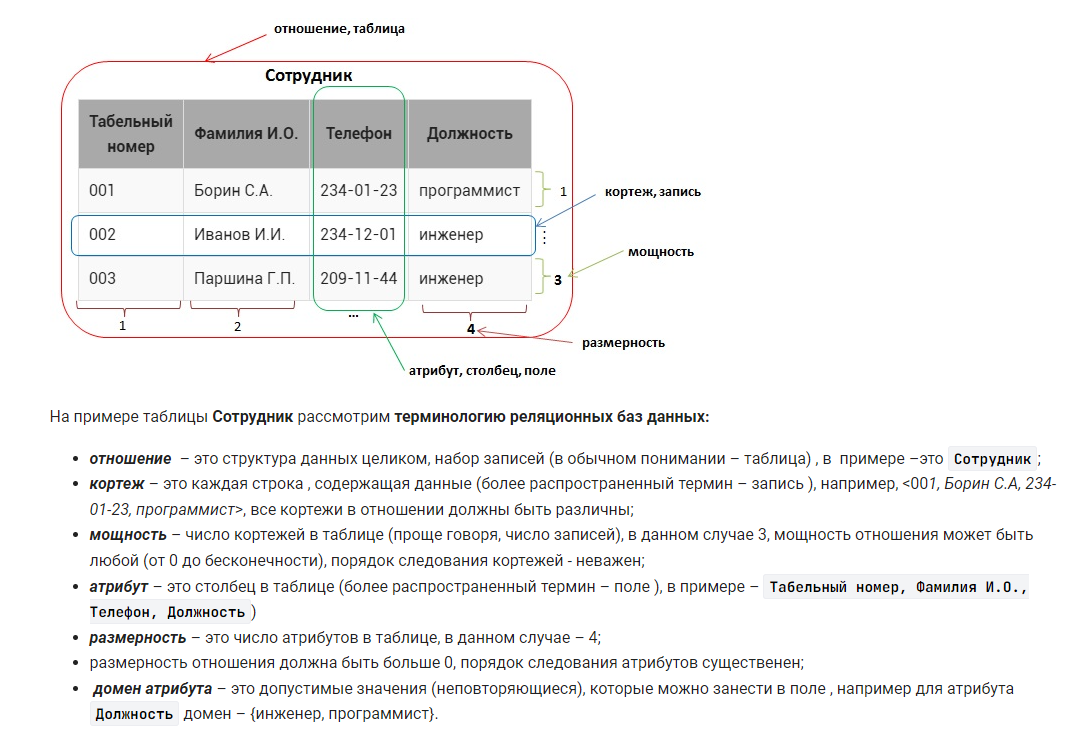 отношение, таблица
Сотрудник
Табельный номер Фамилия И.О. Телефон Должность
001 Борин С.А. 234-01-23 программист 1
кортеж, запись
002 Иванов И.И. 234-12-01 инженер ⋮
мощность
003 Паршина Г.П. 209-11-44 инженер 3
1 2 ... 4
размерность
атрибут, столбец, поле
На примере таблицы Сотрудник рассмотрим терминологию реляционных баз данных:
• отношение – это структура данных целиком, набор записей (в обычном понимании – таблица) , в примере –это Сотрудник ;
• кортеж – это каждая строка , содержащая данные (более распространенный термин – запись ), например, <001, Борин С.А, 234-
01-23, программист>, все кортежи в отношении должны быть различны;
• мощность – число кортежей в таблице (проще говоря, число записей), в данном случае 3, мощность отношения может быть
любой (от 0 до бесконечности), порядок следования кортежей - неважен;
• атрибут – это столбец в таблице (более распространенный термин – поле ), в примере – Табельный номер, Фамилия И.О.,
Телефон, Должность )
• размерность – это число атрибутов в таблице, в данном случае – 4;
• размерность отношения должна быть больше 0, порядок следования атрибутов существенен;
• домен атрибута – это допустимые значения (неповторяющиеся), которые можно занести в поле , например для атрибута
Должность домен – {инженер, программист}.